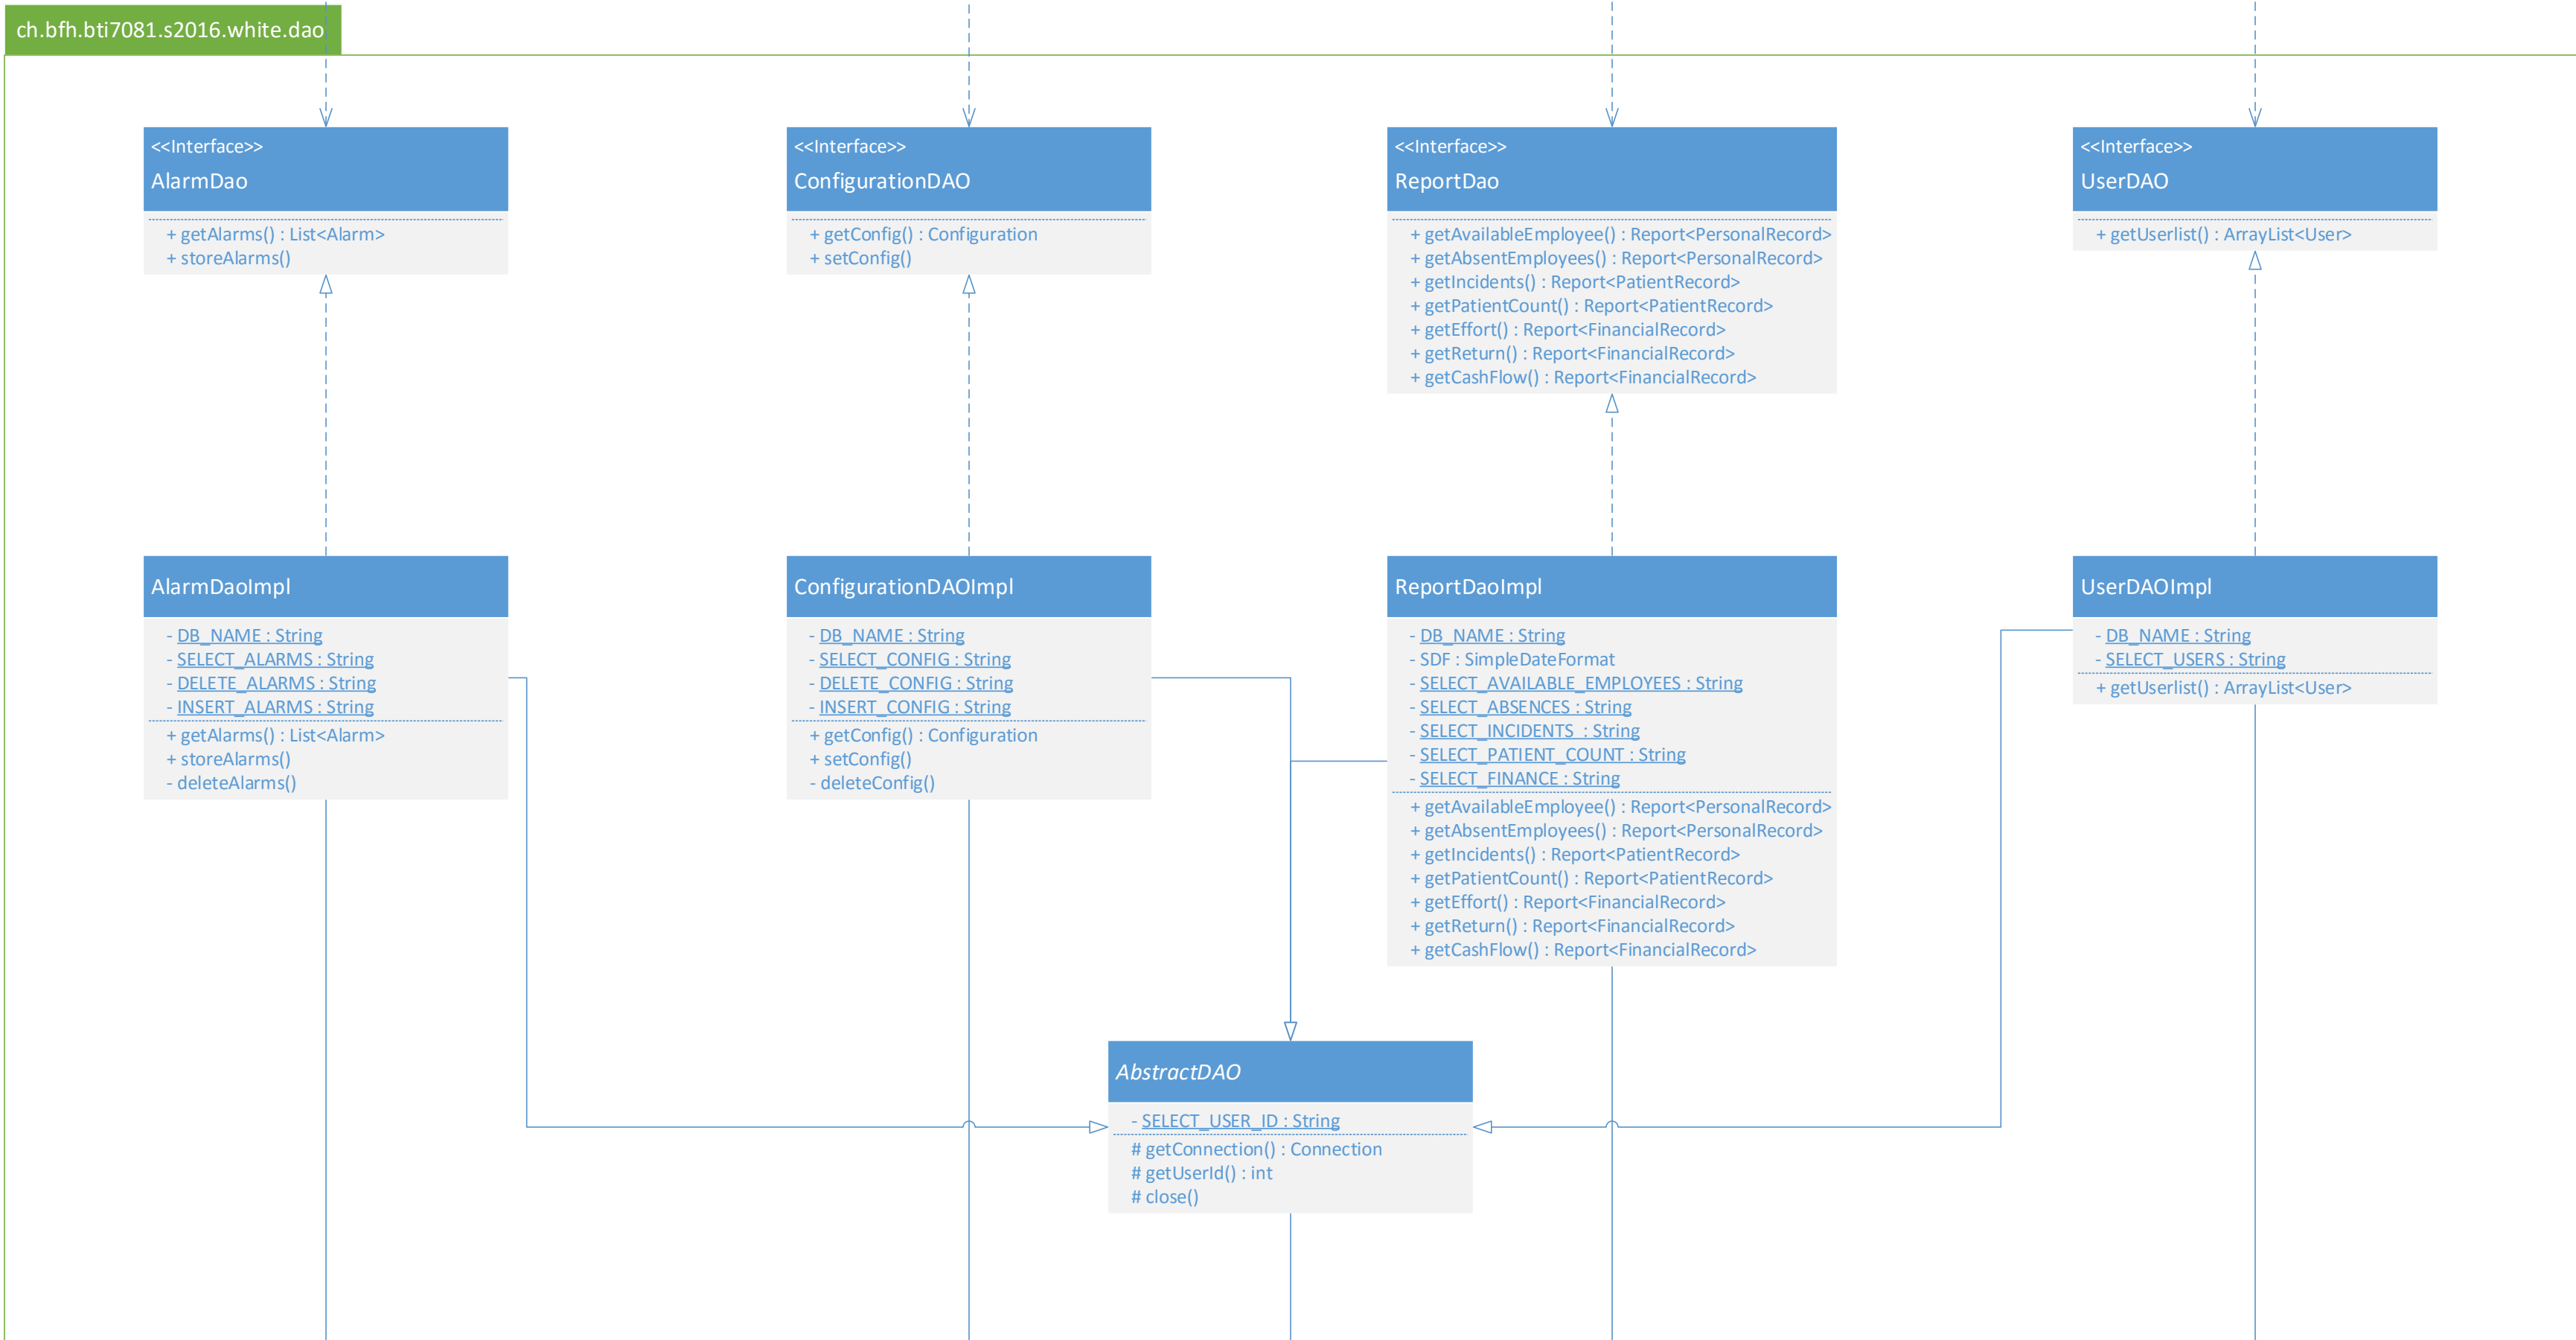 ch.bfh.bti7081.s2016.white.dao
<<Interface>>
AlarmDao
+ getAlarms() : List<Alarm>
+ storeAlarms()
<<Interface>>
ConfigurationDAO
+ getConfig() : Configuration
+ setConfig()
<<Interface>>
ReportDao
+ getAvailableEmployee() : Report<PersonalRecord>
+ getAbsentEmployees() : Report<PersonalRecord>
+ getIncidents() : Report<PatientRecord>
+ getPatientCount() : Report<PatientRecord>
+ getEffort() : Report<FinancialRecord>
+ getReturn() : Report<FinancialRecord>
+ getCashFlow() : Report<FinancialRecord>
<<Interface>>
UserDAO
+ getUserlist() : ArrayList<User>
AlarmDaoImpl
- DB_NAME : String
- SELECT_ALARMS : String
- DELETE_ALARMS : String
- INSERT_ALARMS : String
+ getAlarms() : List<Alarm>
+ storeAlarms()
- deleteAlarms()
ConfigurationDAOImpl
- DB_NAME : String
- SELECT_CONFIG : String
- DELETE_CONFIG : String
- INSERT_CONFIG : String
+ getConfig() : Configuration
+ setConfig()
- deleteConfig()
ReportDaoImpl
- DB_NAME : String
- SDF : SimpleDateFormat
- SELECT_AVAILABLE_EMPLOYEES : String
- SELECT_ABSENCES : String
- SELECT_INCIDENTS  : String
- SELECT_PATIENT_COUNT : String
- SELECT_FINANCE : String
+ getAvailableEmployee() : Report<PersonalRecord>
+ getAbsentEmployees() : Report<PersonalRecord>
+ getIncidents() : Report<PatientRecord>
+ getPatientCount() : Report<PatientRecord>
+ getEffort() : Report<FinancialRecord>
+ getReturn() : Report<FinancialRecord>
+ getCashFlow() : Report<FinancialRecord>
UserDAOImpl
- DB_NAME : String
- SELECT_USERS : String
+ getUserlist() : ArrayList<User>
AbstractDAO
- SELECT_USER_ID : String
# getConnection() : Connection
# getUserId() : int
# close()